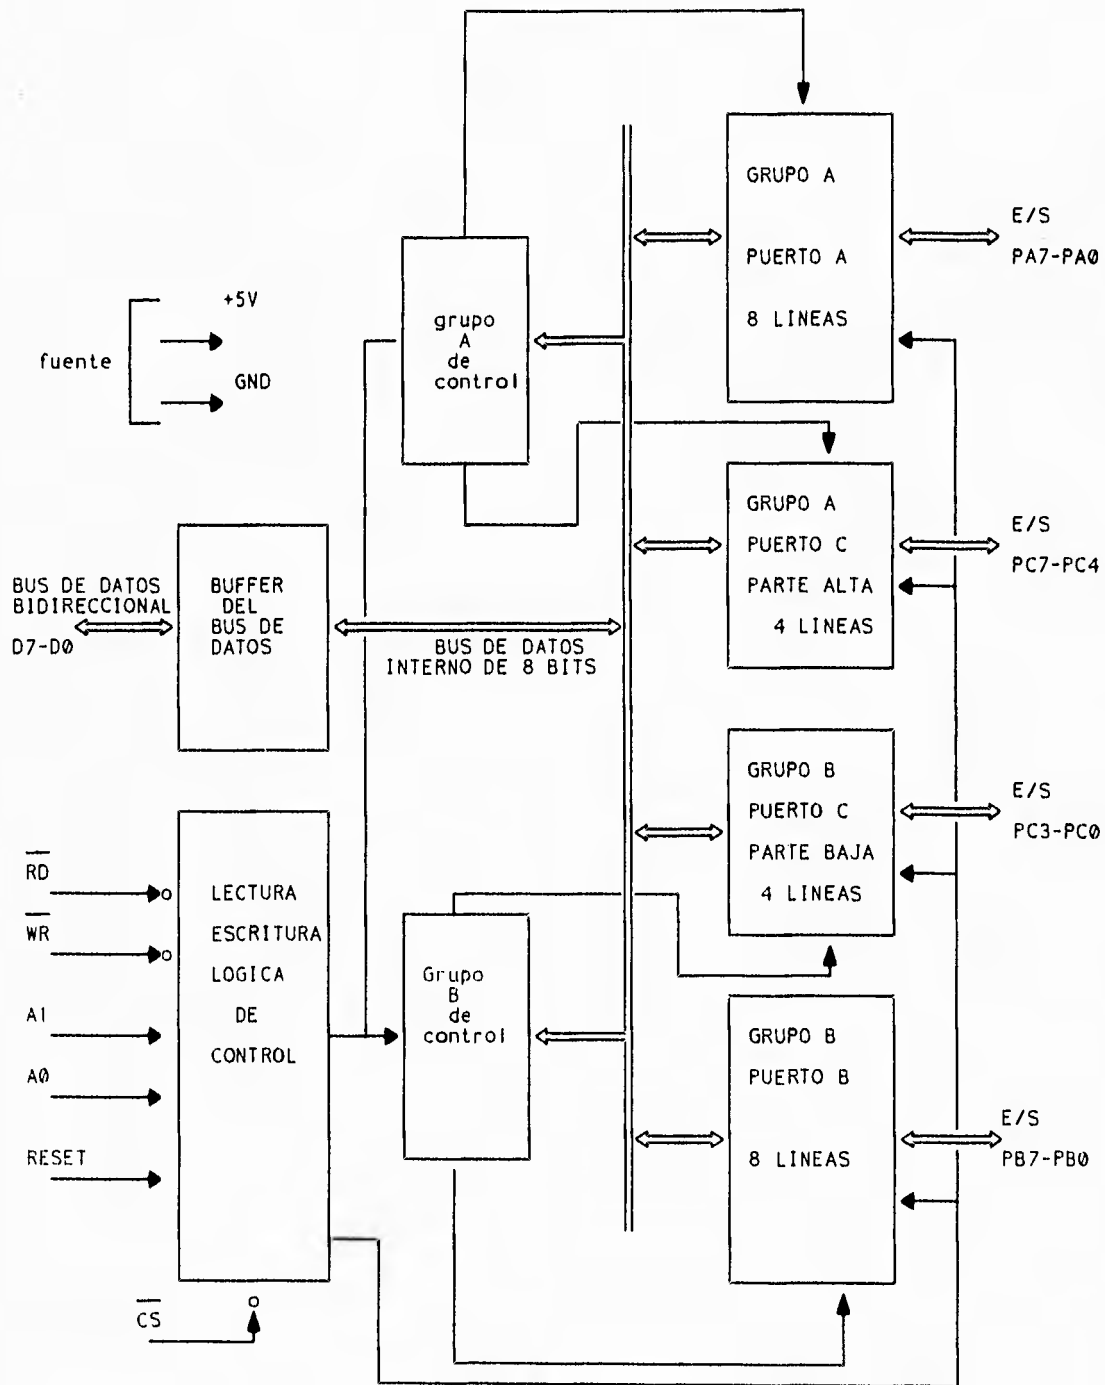 GRUPO A
PUERTO A
8 LINEAS
E/S
PA7-PA0
grupo
A
de
control
fuente
+5V
GND
GRUPO A
PUERTO C
PARTE ALTA
4 LINEAS
E/S
PC7-PC4
BUS DE DATOS
BIDIRECCIONAL
D7-D0
BUFFER
DEL
BUS DE
DATOS
BUS DE DATOS
INTERNO DE 8 BITS
GRUPO B
PUERTO C
PARTE BAJA
4 LINEAS
E/S
PC3-PC0
R̅D̅
W̅R̅
A1
A0
RESET
C̅S̅
LECTURA
ESCRITURA
LOGICA
DE
CONTROL
Grupo
B
de
control
GRUPO B
PUERTO B
8 LINEAS
E/S
PB7-PB0